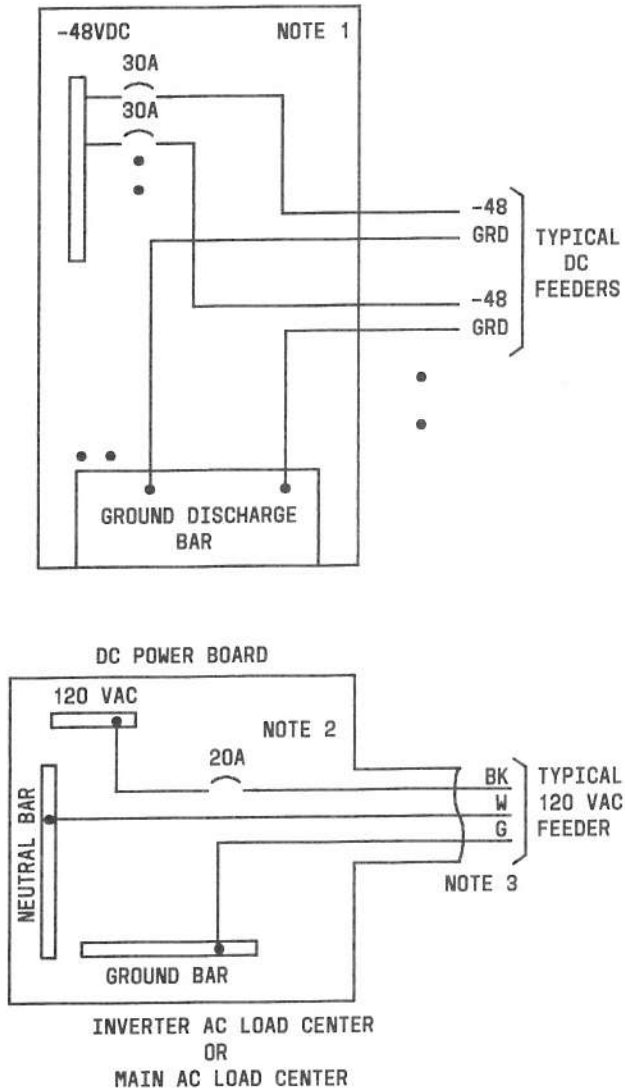 -48VDC
NOTE 1
30A
30A
-48
GRD
TYPICAL
DC
FEEDERS
-48
GRD
GROUND DISCHARGE
BAR
DC POWER BOARD
120 VAC
NOTE 2
20A
BK
W
G
TYPICAL
120 VAC
FEEDER
NEUTRAL BAR
NOTE 3
GROUND BAR
INVERTER AC LOAD CENTER
OR
MAIN AC LOAD CENTER